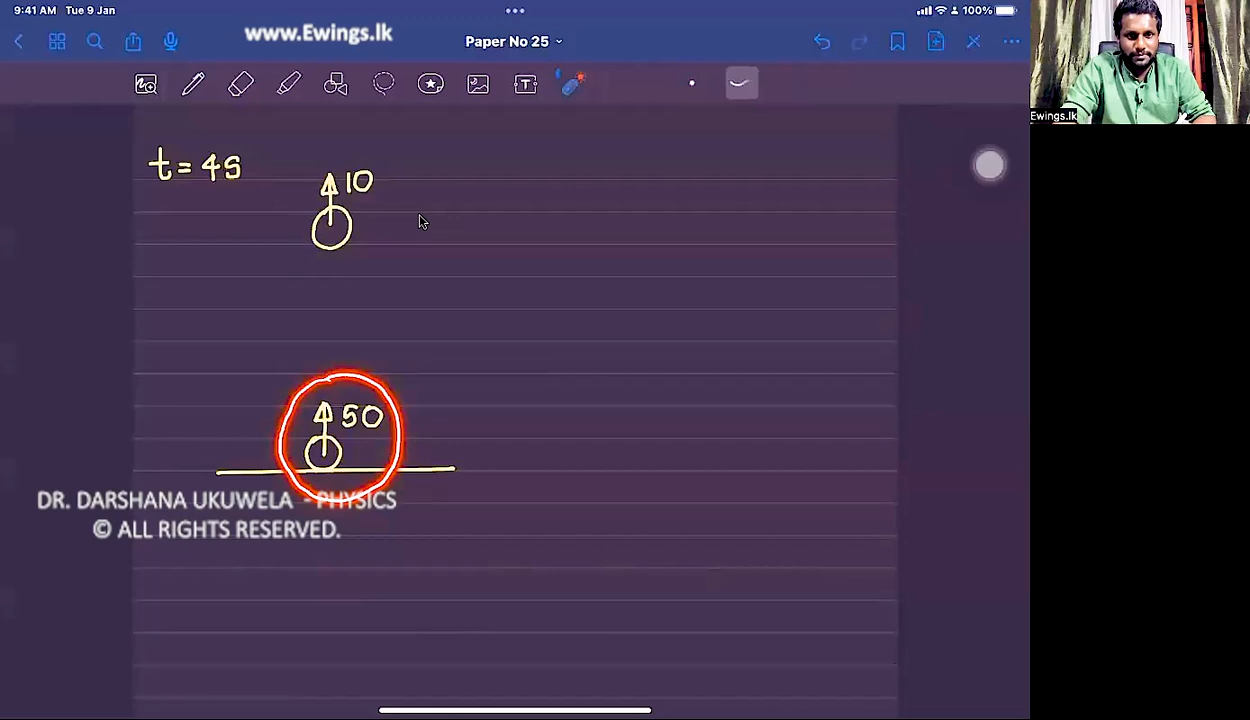 9:41 AM Tue 9 Jan
100%
www.Ewings.lk
Paper No 25
T
Ewings.lk
t = 4s
10
50
DR. DARSHANA UKUWELA - PHYSICS
© ALL RIGHTS RESERVED.